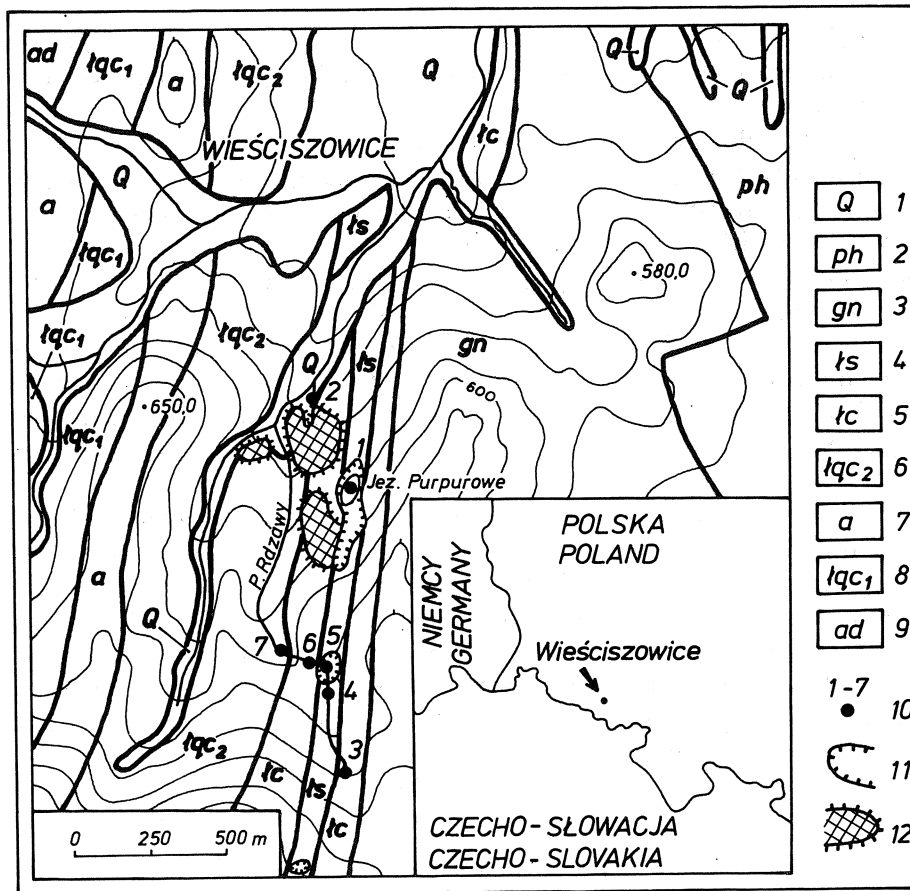 ad
łqc1
a
łqc2
Q
Q
Q
łc
ph
WIEŚCISZOWICE
Q
a
łqc1
łs
580,0
łqc1
łqc2
gn
Q
łs
2
600
650,0
łqc1
1
Jez. Purpurowe
P. Rdzawy
a
Q
7
6
5
4
3
łqc2
łc
łs
łc
0 250 500 m
POLSKA
POLAND
NIEMCY
GERMANY
Wieściszowice
CZECHO-SŁOWACJA
CZECHO-SLOVAKIA
Q 1
ph 2
gn 3
łs 4
łc 5
łqc2 6
a 7
łqc1 8
ad 9
1-7 10
11
12